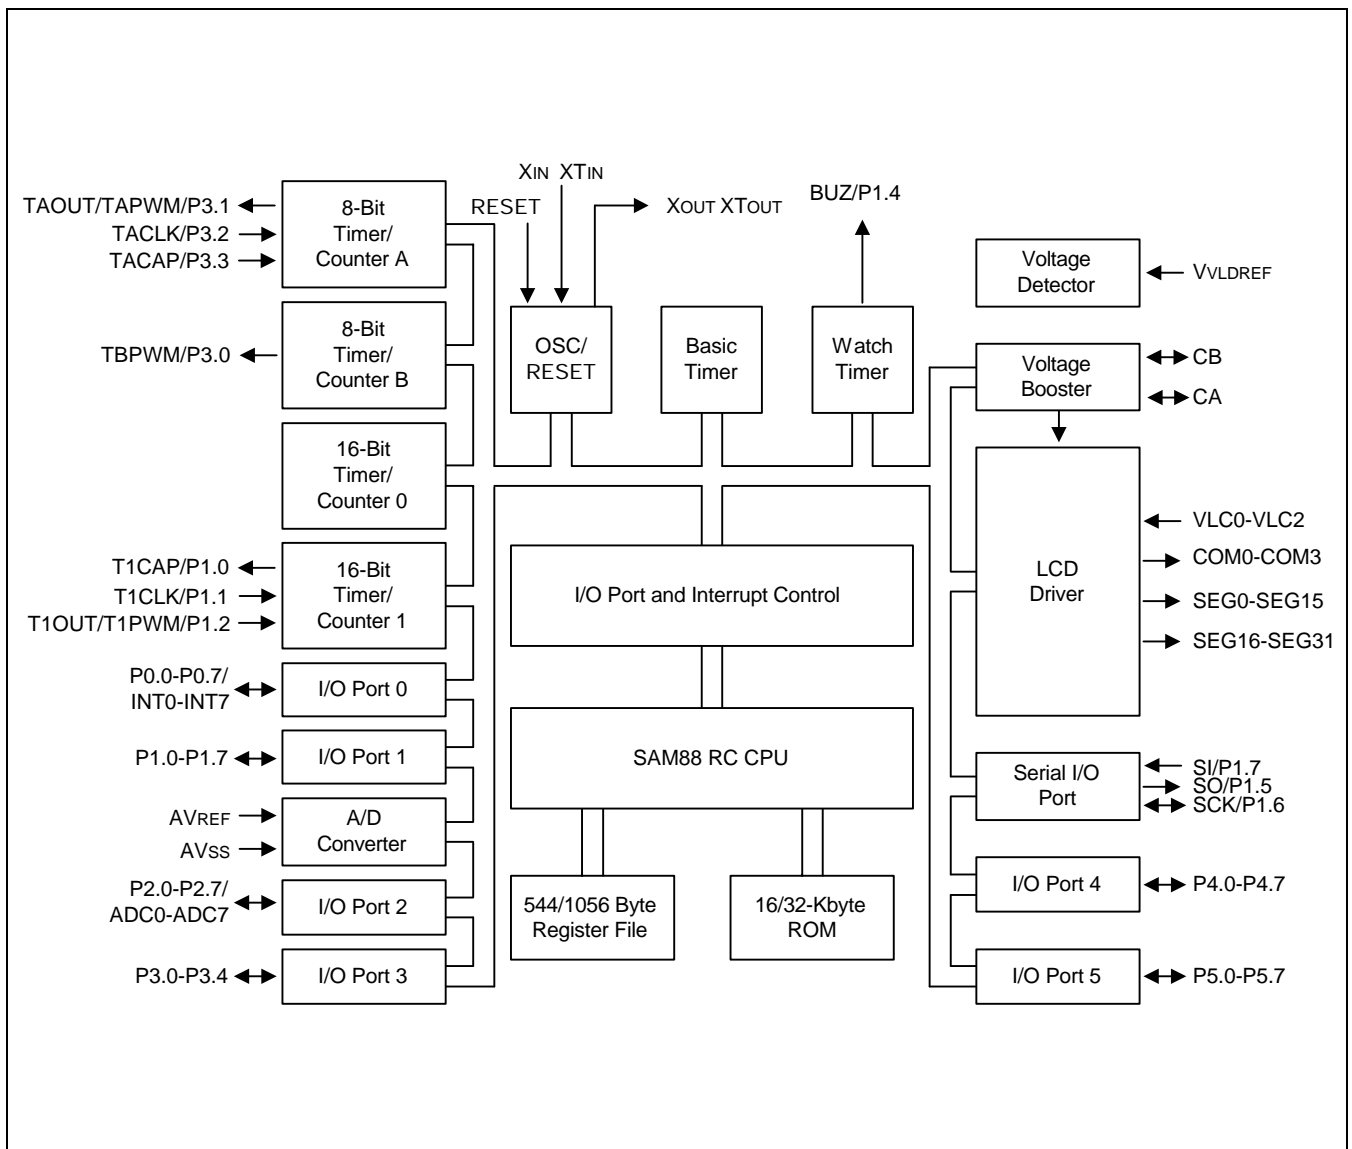 XIN XTIN
RESET
XOUT XTOUT
BUZ/P1.4
TAOUT/TAPWM/P3.1
TACLK/P3.2
TACAP/P3.3
8-Bit
Timer/
Counter A
TBPWM/P3.0
8-Bit
Timer/
Counter B
16-Bit
Timer/
Counter 0
T1CAP/P1.0
T1CLK/P1.1
T1OUT/T1PWM/P1.2
16-Bit
Timer/
Counter 1
P0.0-P0.7/
INT0-INT7
I/O Port 0
P1.0-P1.7
I/O Port 1
AVREF
AVSS
A/D
Converter
P2.0-P2.7/
ADC0-ADC7
I/O Port 2
P3.0-P3.4
I/O Port 3
OSC/
RESET
Basic
Timer
Watch
Timer
I/O Port and Interrupt Control
SAM88 RC CPU
544/1056 Byte
Register File
16/32-Kbyte
ROM
Voltage
Detector
VVLDREF
Voltage
Booster
CB
CA
LCD
Driver
VLC0-VLC2
COM0-COM3
SEG0-SEG15
SEG16-SEG31
Serial I/O
Port
SI/P1.7
SO/P1.5
SCK/P1.6
I/O Port 4
P4.0-P4.7
I/O Port 5
P5.0-P5.7